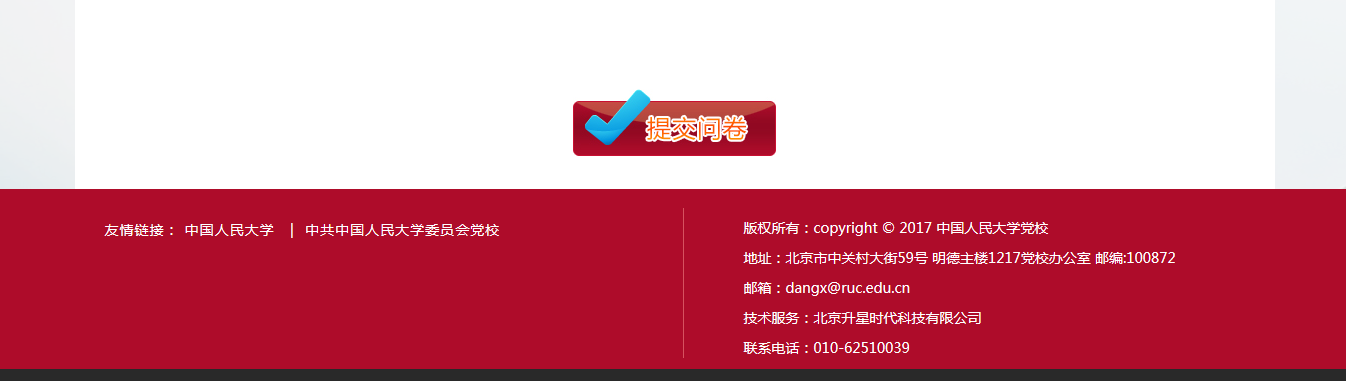 提交问卷
友情链接： 中国人民大学 | 中共中国人民大学委员会党校
版权所有：copyright © 2017 中国人民大学党校
地址：北京市中关村大街59号 明德主楼1217党校办公室 邮编:100872
邮箱：dangx@ruc.edu.cn
技术服务：北京升星时代科技有限公司
联系电话：010-62510039